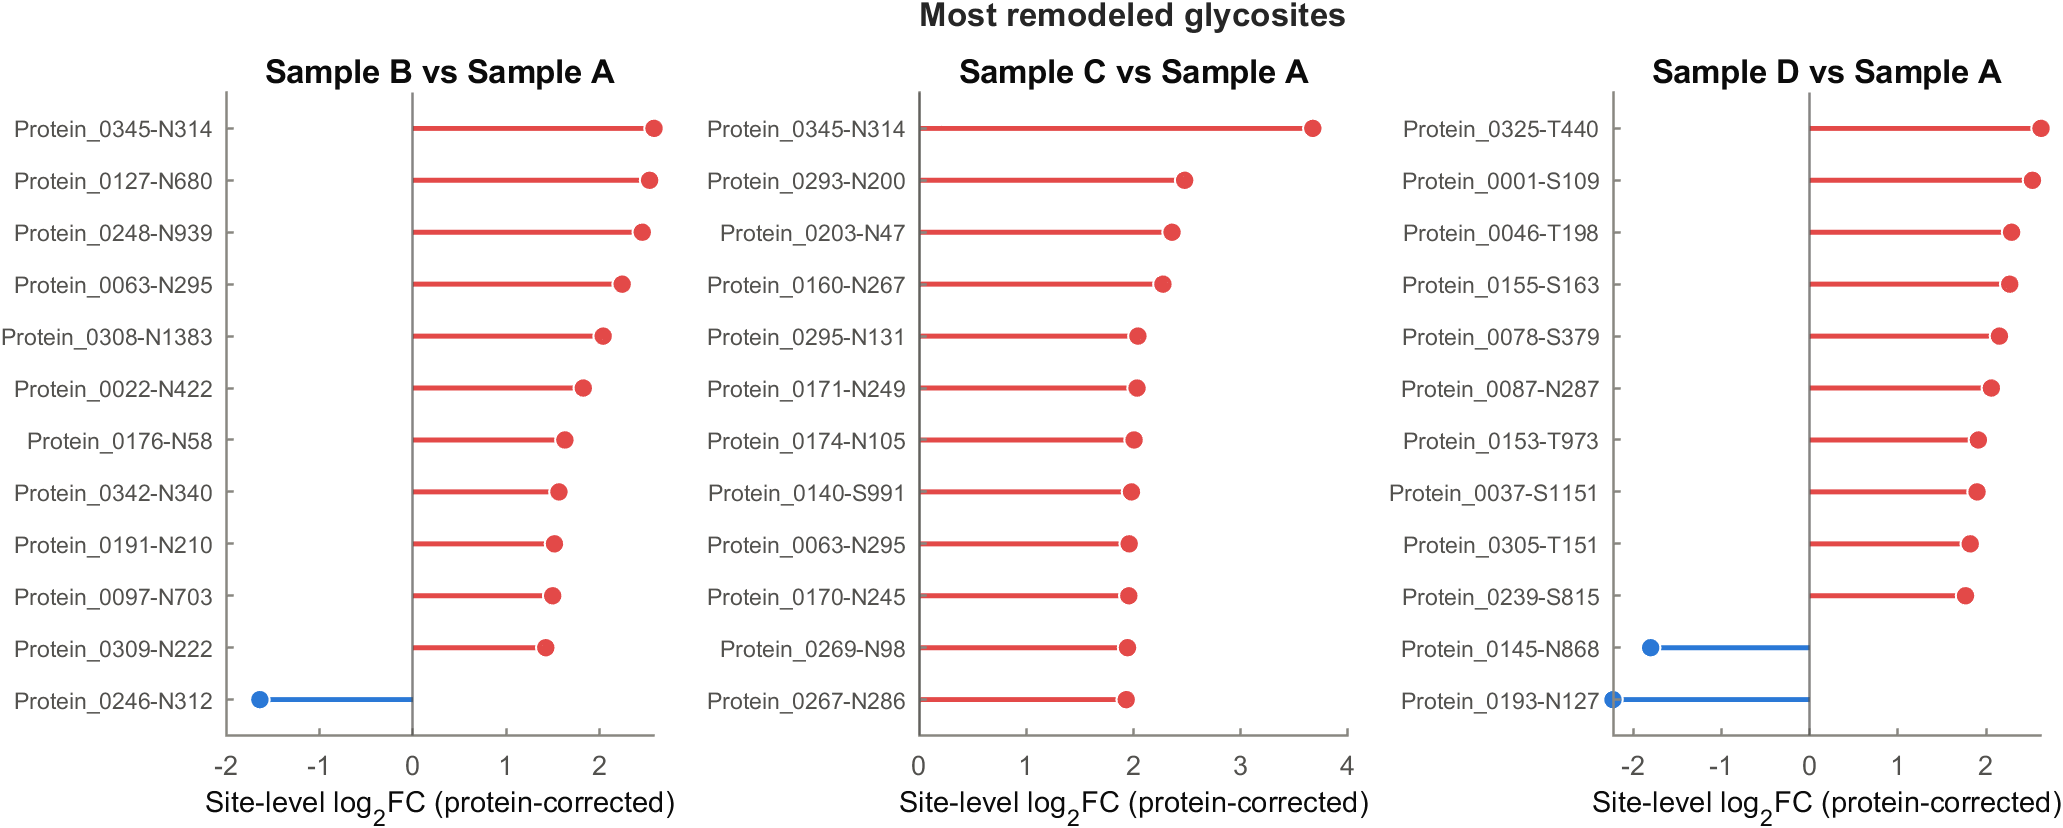 Most remodeled glycosites
Sample B vs Sample A
Protein_0345-N314
Protein_0127-N680
Protein_0248-N939
Protein_0063-N295
Protein_0308-N1383
Protein_0022-N422
Protein_0176-N58
Protein_0342-N340
Protein_0191-N210
Protein_0097-N703
Protein_0309-N222
Protein_0246-N312
-2 -1 0 1 2
Site-level log2FC (protein-corrected)
Sample C vs Sample A
Protein_0345-N314
Protein_0293-N200
Protein_0203-N47
Protein_0160-N267
Protein_0295-N131
Protein_0171-N249
Protein_0174-N105
Protein_0140-S991
Protein_0063-N295
Protein_0170-N245
Protein_0269-N98
Protein_0267-N286
0 1 2 3 4
Site-level log2FC (protein-corrected)
Sample D vs Sample A
Protein_0325-T440
Protein_0001-S109
Protein_0046-T198
Protein_0155-S163
Protein_0078-S379
Protein_0087-N287
Protein_0153-T973
Protein_0037-S1151
Protein_0305-T151
Protein_0239-S815
Protein_0145-N868
Protein_0193-N127
-2 -1 0 1 2
Site-level log2FC (protein-corrected)